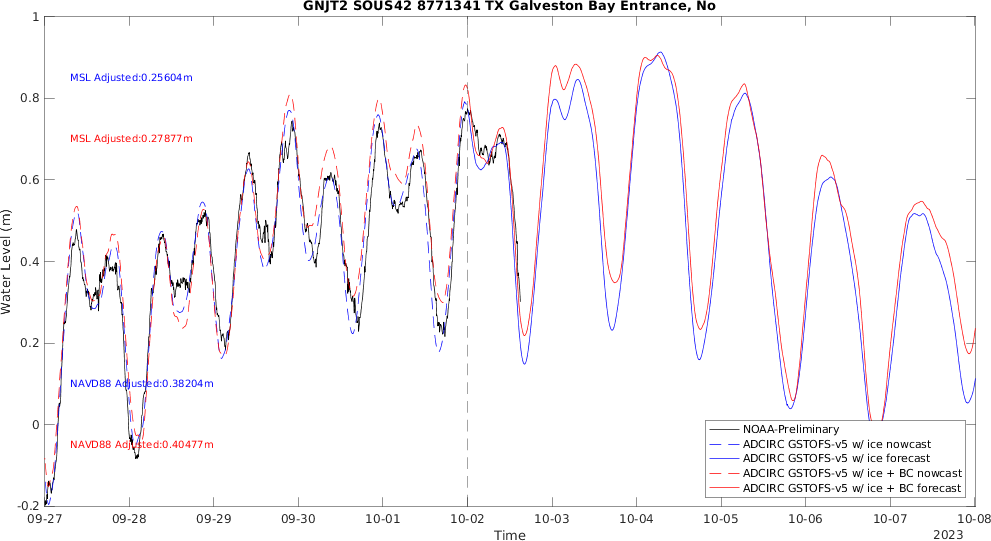 GNJT2 SOUS42 8771341 TX Galveston Bay Entrance, No
Water Level (m)
1
0.8
0.6
0.4
0.2
0
-0.2
MSL Adjusted:0.25604m
MSL Adjusted:0.27877m
NAVD88 Adjusted:0.38204m
NAVD88 Adjusted:0.40477m
NOAA-Preliminary
ADCIRC GSTOFS-v5 w/ ice nowcast
ADCIRC GSTOFS-v5 w/ ice forecast
ADCIRC GSTOFS-v5 w/ ice + BC nowcast
ADCIRC GSTOFS-v5 w/ ice + BC forecast
09-27 09-28 09-29 09-30 10-01 10-02 10-03 10-04 10-05 10-06 10-07 10-08
Time
2023